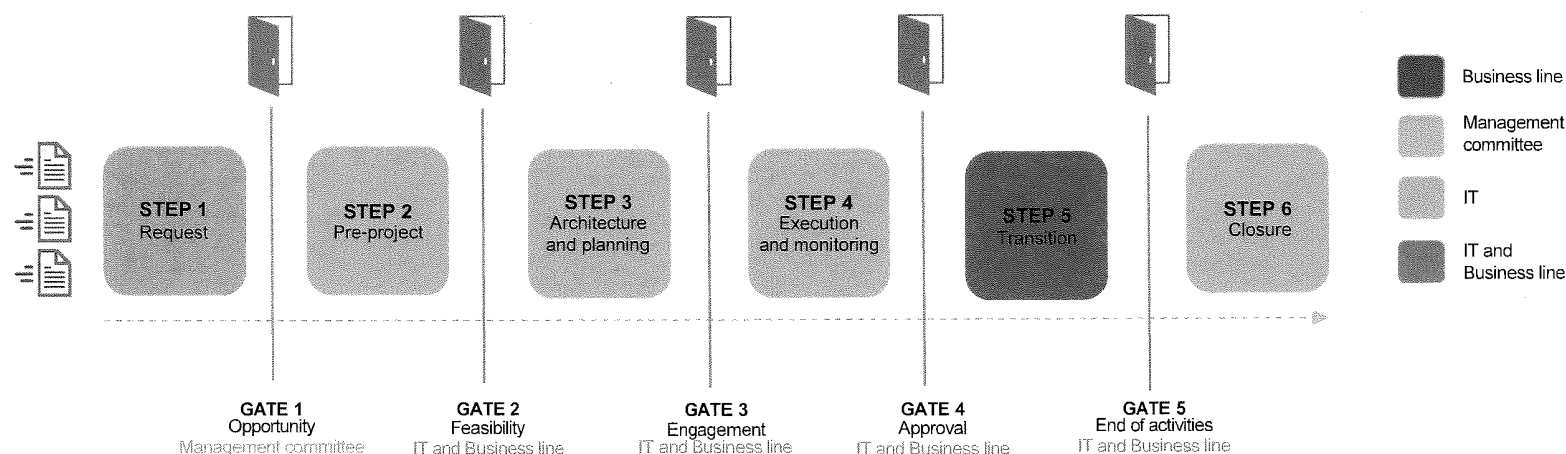 STEP 1
Request
STEP 2
Pre-project
STEP 3
Architecture
and planning
STEP 4
Execution
and monitoring
STEP 5
Transition
STEP 6
Closure
Business line
Management
committee
IT
IT and
Business line
GATE 1
Opportunity
Management committee
GATE 2
Feasibility
IT and Business line
GATE 3
Engagement
IT and Business line
GATE 4
Approval
IT and Business line
GATE 5
End of activities
IT and Business line